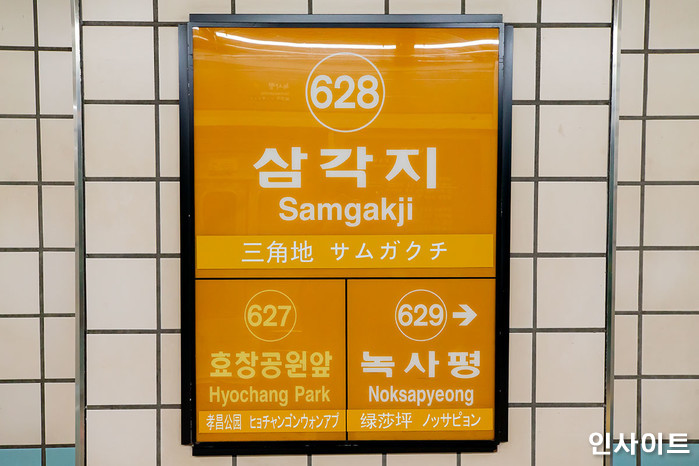 628
삼각지
Samgakji
三角地 サムガクチ
627
효창공원앞
Hyochang Park
孝昌公园 ヒョチャンゴンウォンアプ
629 →
녹사평
Noksapyeong
绿莎坪 ノッサピョン
인사이트